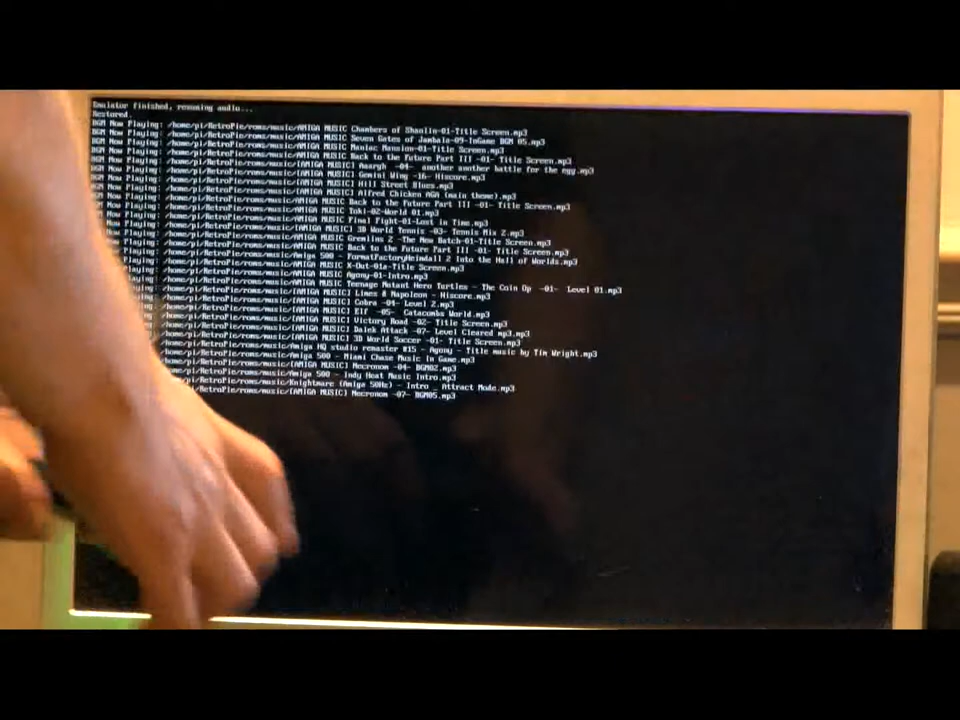 Emulator finished, resuming audio...
Restored.
BGM Now Playing: /home/pi/RetroPie/roms/music/AMIGA MUSIC Chambers of Shaolin-01-Title Screen.mp3
BGM Now Playing: /home/pi/RetroPie/roms/music/AMIGA MUSIC Seven Gates of Jambala-09-InGame BGM 05.mp3
BGM Now Playing: /home/pi/RetroPie/roms/music/AMIGA MUSIC Maniac Mansion-01-Title Screen.mp3
BGM Now Playing: /home/pi/RetroPie/roms/music/AMIGA MUSIC Back to the Future Part III -01- Title Screen.mp3
BGM Now Playing: /home/pi/RetroPie/roms/music/[AMIGA MUSIC] Aaargh -04- another another battle for the egg.mp3
BGM Now Playing: /home/pi/RetroPie/roms/music/[AMIGA MUSIC] Gemini Wing -16- Hiscore.mp3
BGM Now Playing: /home/pi/RetroPie/roms/music/[AMIGA MUSIC] Hill Street Blues.mp3
BGM Now Playing: /home/pi/RetroPie/roms/music/[AMIGA MUSIC] Alfred Chicken AGA (main theme).mp3
BGM Now Playing: /home/pi/RetroPie/roms/music/AMIGA MUSIC Back to the Future Part III -01- Title Screen.mp3
Now Playing: /home/pi/RetroPie/roms/music/AMIGA MUSIC Toki-02-World 01.mp3
Now Playing: /home/pi/RetroPie/roms/music/AMIGA MUSIC Final Fight-01-Lost in Time.mp3
Now Playing: /home/pi/RetroPie/roms/music/[AMIGA MUSIC] 3D World Tennis -03- Tennis Mix 2.mp3
Now Playing: /home/pi/RetroPie/roms/music/AMIGA MUSIC Gremlins 2 -The New Batch-01-Title Screen.mp3
Now Playing: /home/pi/RetroPie/roms/music/AMIGA MUSIC Back to the Future Part III -01- Title Screen.mp3
Playing: /home/pi/RetroPie/roms/music/Amiga 500 - FormatFactoryHeimdall 2 Into the Hall of Worlds.mp3
Playing: /home/pi/RetroPie/roms/music/AMIGA MUSIC X-Out-01a-Title Screen.mp3
Playing: /home/pi/RetroPie/roms/music/AMIGA MUSIC Agony-01-Intro.mp3
Playing: /home/pi/RetroPie/roms/music/AMIGA MUSIC Teenage Mutant Hero Turtles - The Coin Op -01- Level 01.mp3
/home/pi/RetroPie/roms/music/[AMIGA MUSIC] Limes & Napoleon - Hiscore.mp3
/home/pi/RetroPie/roms/music/[AMIGA MUSIC] Cobra -04- Level 2.mp3
/home/pi/RetroPie/roms/music/[AMIGA MUSIC] Elf -05- Catacombs World.mp3
/home/pi/RetroPie/roms/music/[AMIGA MUSIC] Victory Road -02- Title Screen.mp3
/home/pi/RetroPie/roms/music/[AMIGA MUSIC] Dalek Attack -07- Level Cleared mp3.mp3
/home/pi/RetroPie/roms/music/[AMIGA MUSIC] 3D World Soccer -01- Title Screen.mp3
/pi/RetroPie/roms/music/Amiga HQ studio remaster #15 - Agony - Title music by Tim Wright.mp3
/pi/RetroPie/roms/music/Amiga 500 - Miami Chase Music In Game.mp3
/pi/RetroPie/roms/music/[AMIGA MUSIC] Necronom -04- BGM02.mp3
/pi/RetroPie/roms/music/Amiga 500 - Indy Heat Music Intro.mp3
/pi/RetroPie/roms/music/Knightmare (Amiga 50Hz) - Intro _ Attract Mode.mp3
/RetroPie/roms/music/[AMIGA MUSIC] Necronom -07- BGM05.mp3